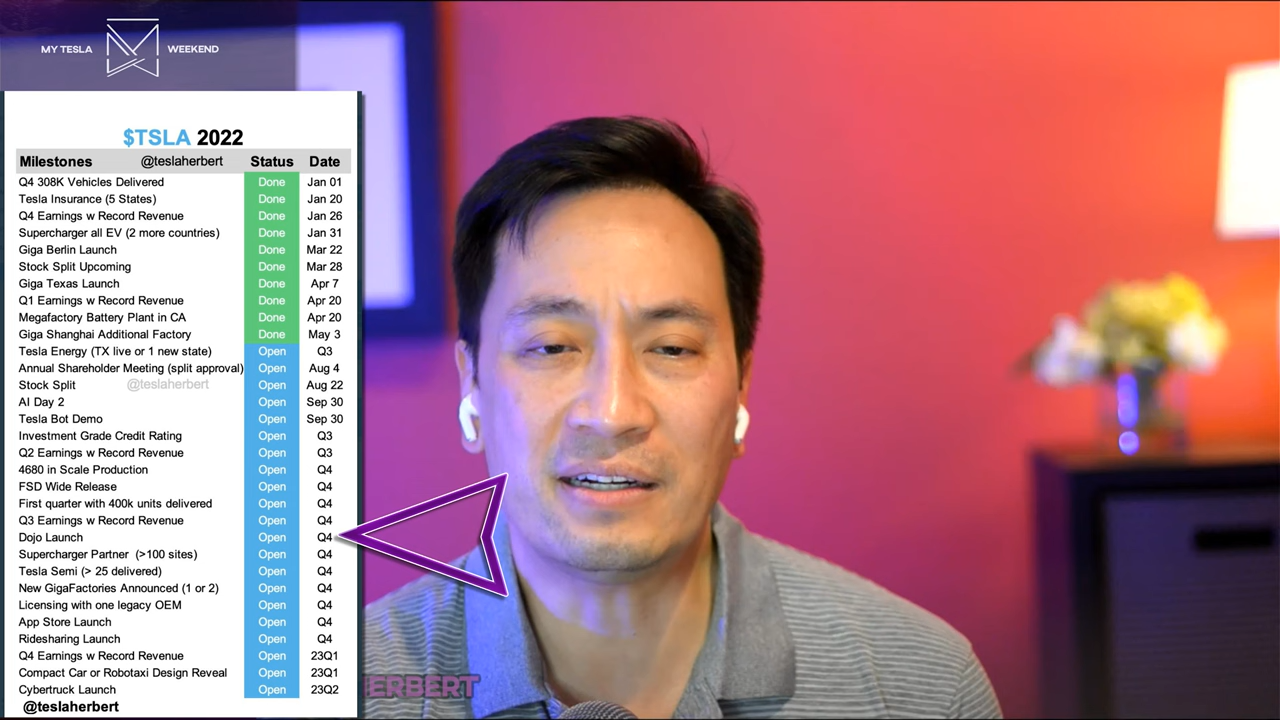 MY TESLA WEEKEND
$TSLA 2022
Milestones @teslaherbert Status Date
Q4 308K Vehicles Delivered Done Jan 01
Tesla Insurance (5 States) Done Jan 20
Q4 Earnings w Record Revenue Done Jan 26
Supercharger all EV (2 more countries) Done Jan 31
Giga Berlin Launch Done Mar 22
Stock Split Upcoming Done Mar 28
Giga Texas Launch Done Apr 7
Q1 Earnings w Record Revenue Done Apr 20
Megafactory Battery Plant in CA Done Apr 20
Giga Shanghai Additional Factory Done May 3
Tesla Energy (TX live or 1 new state) Open Q3
Annual Shareholder Meeting (split approval) Open Aug 4
Stock Split @teslaherbert Open Aug 22
AI Day 2 Open Sep 30
Tesla Bot Demo Open Sep 30
Investment Grade Credit Rating Open Q3
Q2 Earnings w Record Revenue Open Q3
4680 in Scale Production Open Q4
FSD Wide Release Open Q4
First quarter with 400k units delivered Open Q4
Q3 Earnings w Record Revenue Open Q4
Dojo Launch Open Q4
Supercharger Partner (>100 sites) Open Q4
Tesla Semi (> 25 delivered) Open Q4
New GigaFactories Announced (1 or 2) Open Q4
Licensing with one legacy OEM Open Q4
App Store Launch Open Q4
Ridesharing Launch Open Q4
Q4 Earnings w Record Revenue Open 23Q1
Compact Car or Robotaxi Design Reveal Open 23Q1
Cybertruck Launch Open 23Q2
@teslaherbert
HERBERT